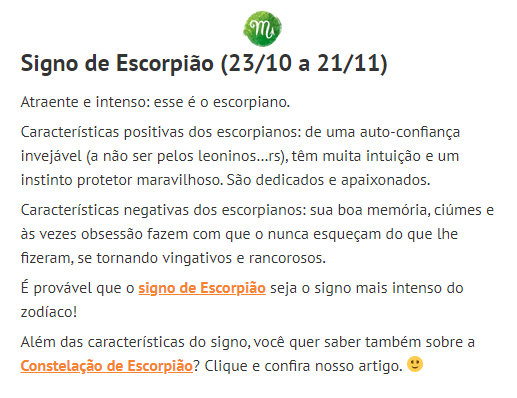 Signo de Escorpião (23/10 a 21/11)
Atraente e intenso: esse é o escorpiano.
Características positivas dos escorpianos: de uma auto-confiança
invejável (a não ser pelos leoninos...rs), têm muita intuição e um
instinto protetor maravilhoso. São dedicados e apaixonados.
Características negativas dos escorpianos: sua boa memória, ciúmes e
às vezes obsessão fazem com que o nunca esqueçam do que lhe
fizeram, se tornando vingativos e rancorosos.
É provável que o signo de Escorpião seja o signo mais intenso do
zodíaco!
Além das características do signo, você quer saber também sobre a
Constelação de Escorpião? Clique e confira nosso artigo. 🙂